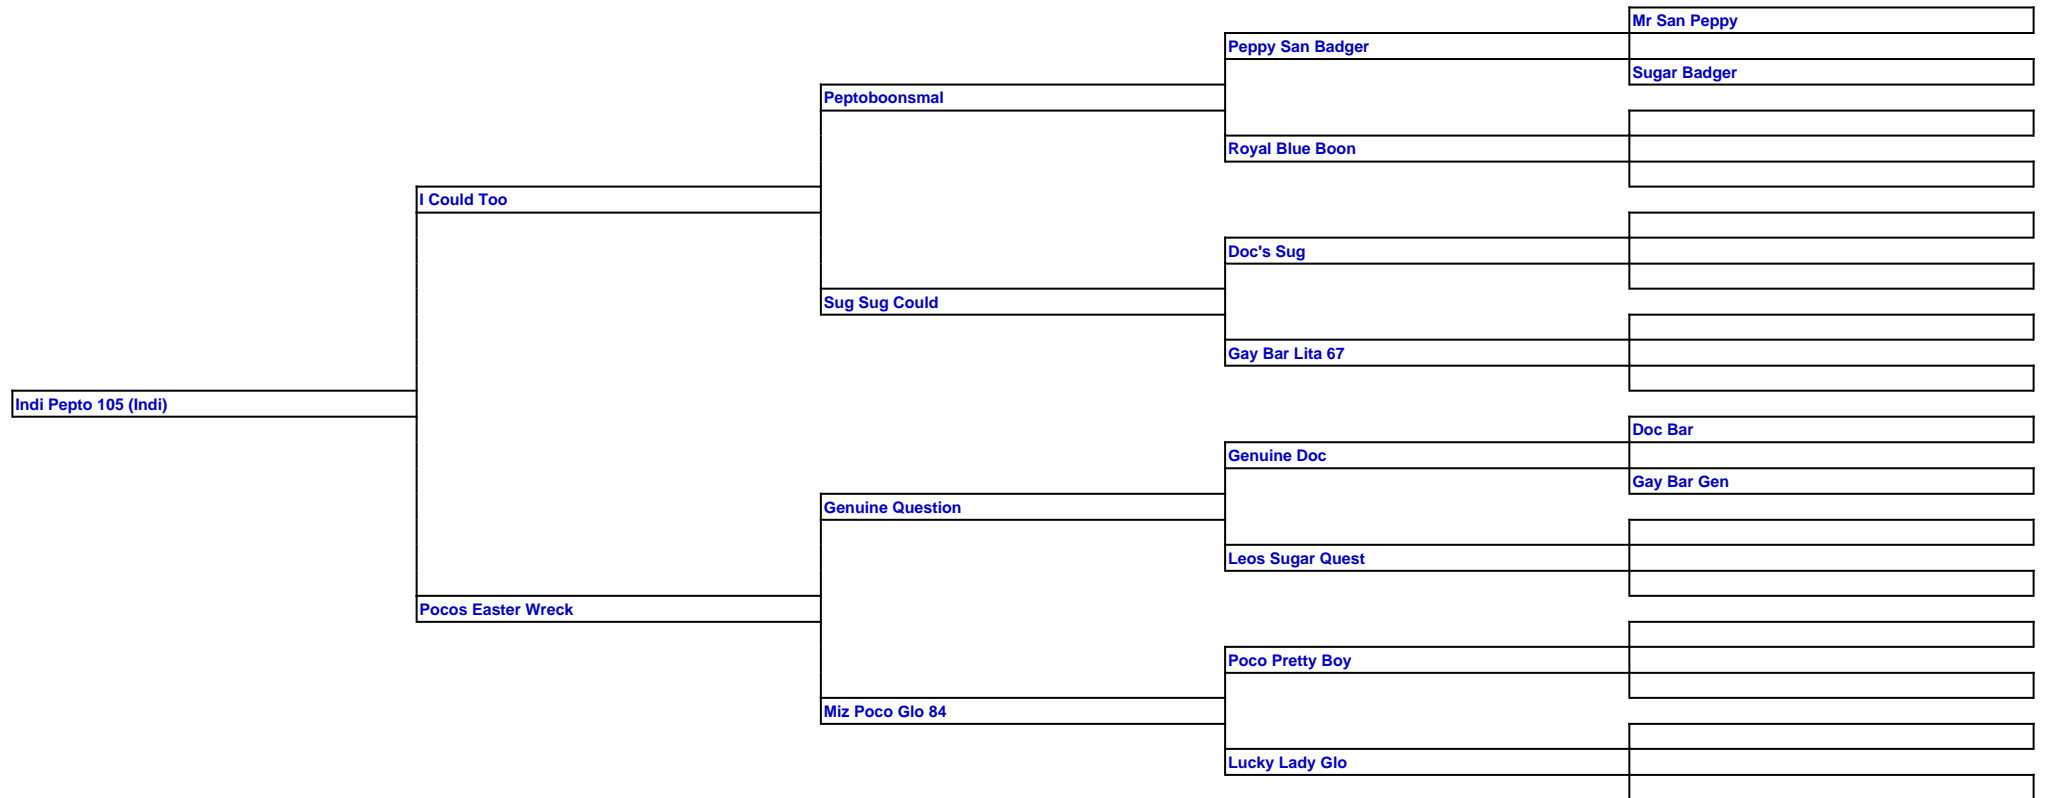 Mr San Peppy
Peppy San Badger
Sugar Badger
Peptoboonsmal
Royal Blue Boon
I Could Too
Doc's Sug
Sug Sug Could
Gay Bar Lita 67
Indi Pepto 105 (Indi)
Doc Bar
Genuine Doc
Gay Bar Gen
Genuine Question
Leos Sugar Quest
Pocos Easter Wreck
Poco Pretty Boy
Miz Poco Glo 84
Lucky Lady Glo